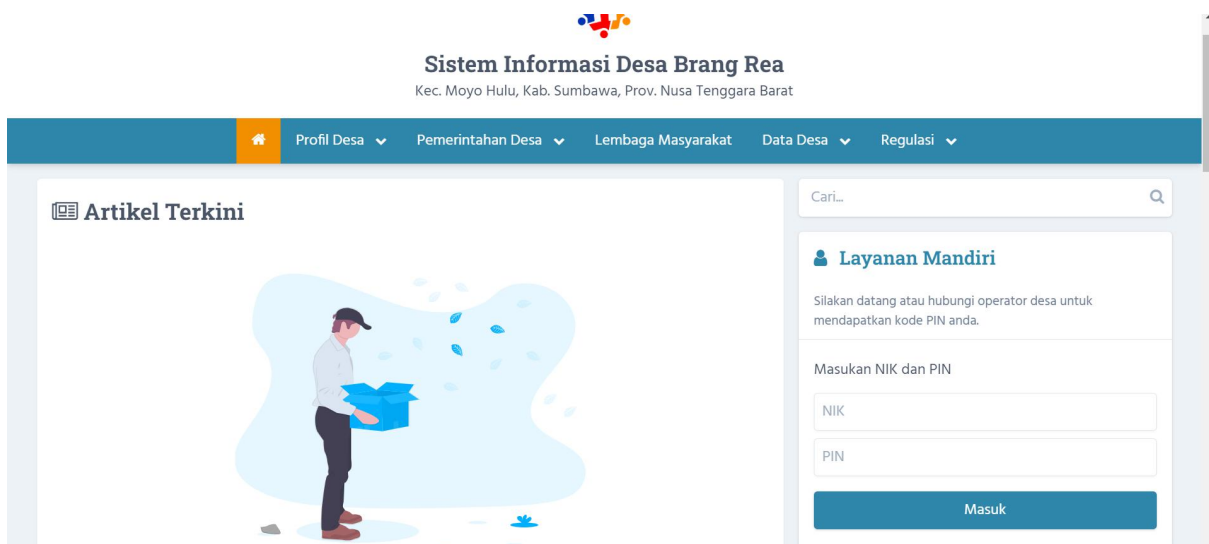 Sistem Informasi Desa Brang Rea
Kec. Moyo Hulu, Kab. Sumbawa, Prov. Nusa Tenggara Barat
Profil Desa
Pemerintahan Desa
Lembaga Masyarakat
Data Desa
Regulasi
Artikel Terkini
Cari...
Layanan Mandiri
Silakan datang atau hubungi operator desa untuk
mendapatkan kode PIN anda.
Masukan NIK dan PIN
NIK
PIN
Masuk